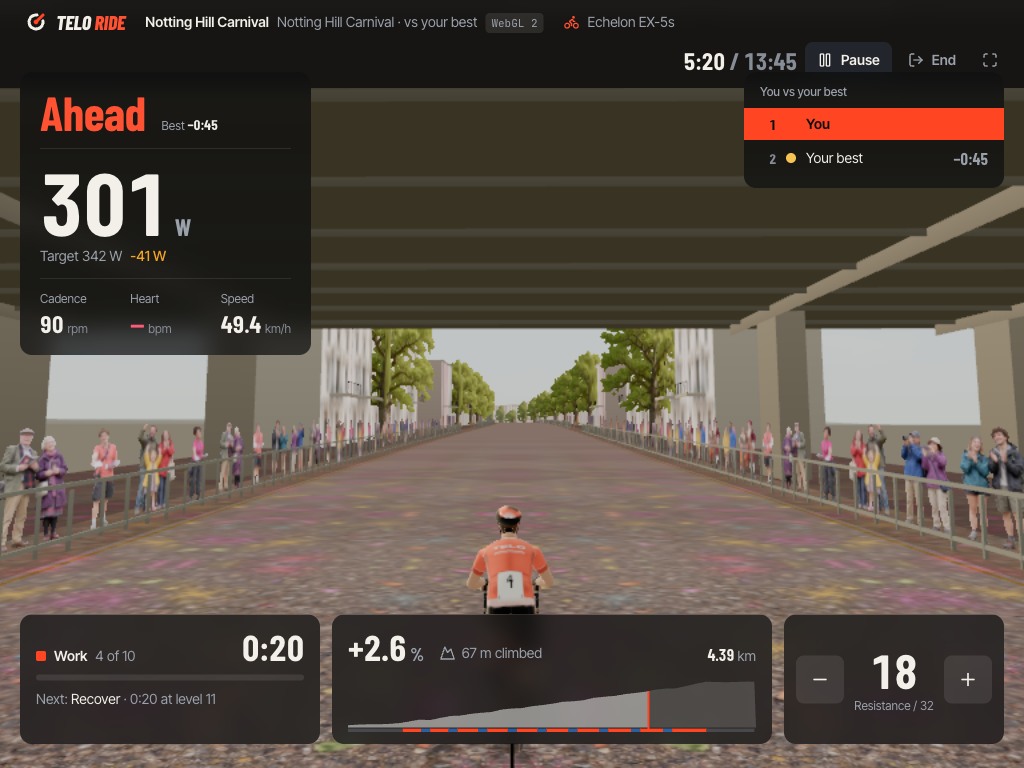 TELO RIDE Notting Hill Carnival Notting Hill Carnival · vs your best WebGL 2 Echelon EX-5s
5:20 / 13:45 Pause End
Ahead Best −0:45
301 W
Target 342 W -41 W
Cadence Heart Speed
90 rpm — bpm 49.4 km/h
You vs your best
1 You
2 Your best −0:45
TELO
4
Work 4 of 10 0:20
Next: Recover · 0:20 at level 11
+2.6 % 67 m climbed 4.39 km
− 18 +
Resistance / 32